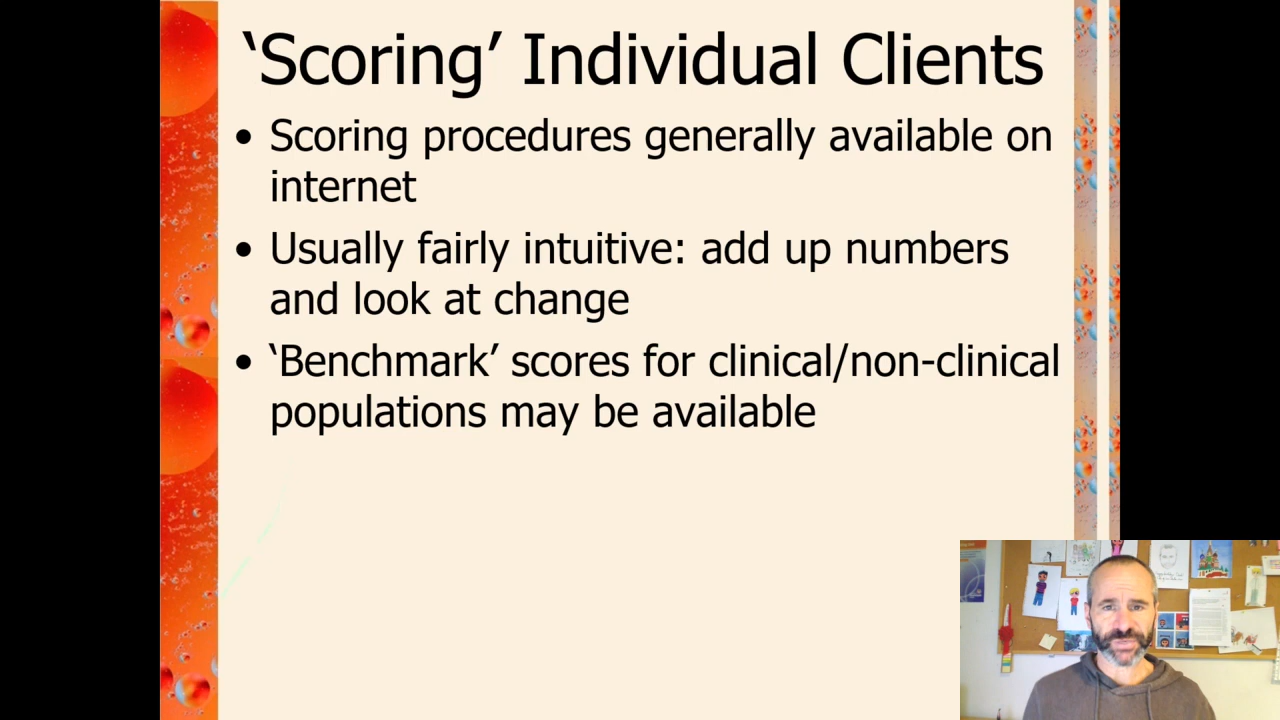 ‘Scoring’ Individual Clients
• Scoring procedures generally available on
internet
• Usually fairly intuitive: add up numbers
and look at change
• ‘Benchmark’ scores for clinical/non-clinical
populations may be available